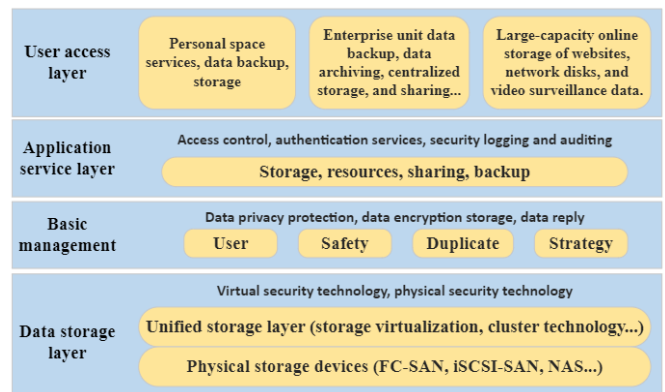 User access
layer
Personal space
services, data backup,
storage
Enterprise unit data
backup, data
archiving, centralized
storage, and sharing...
Large-capacity online
storage of websites,
network disks, and
video surveillance data.
Application
service layer
Access control, authentication services, security logging and auditing
Storage, resources, sharing, backup
Basic
management
Data privacy protection, data encryption storage, data reply
User
Safety
Duplicate
Strategy
Data storage
layer
Virtual security technology, physical security technology
Unified storage layer (storage virtualization, cluster technology...)
Physical storage devices (FC-SAN, iSCSI-SAN, NAS...)